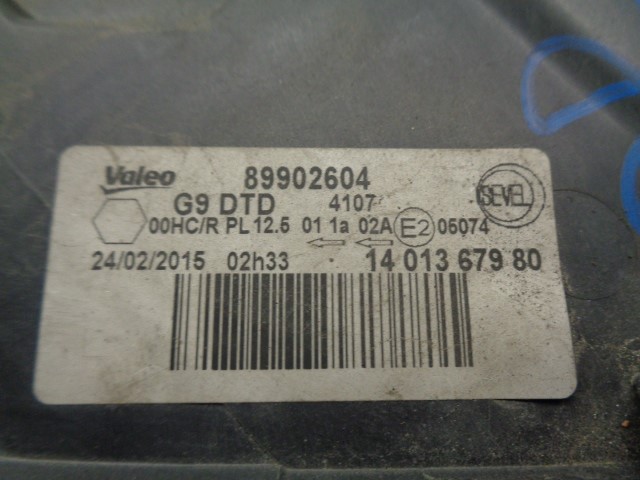 Valeo 89902604
G9 DTD 4107 SEVEL
00HC/R PL 12.5 01 1a 02A E2 05074
24/02/2015 02h33 14 013 679 80